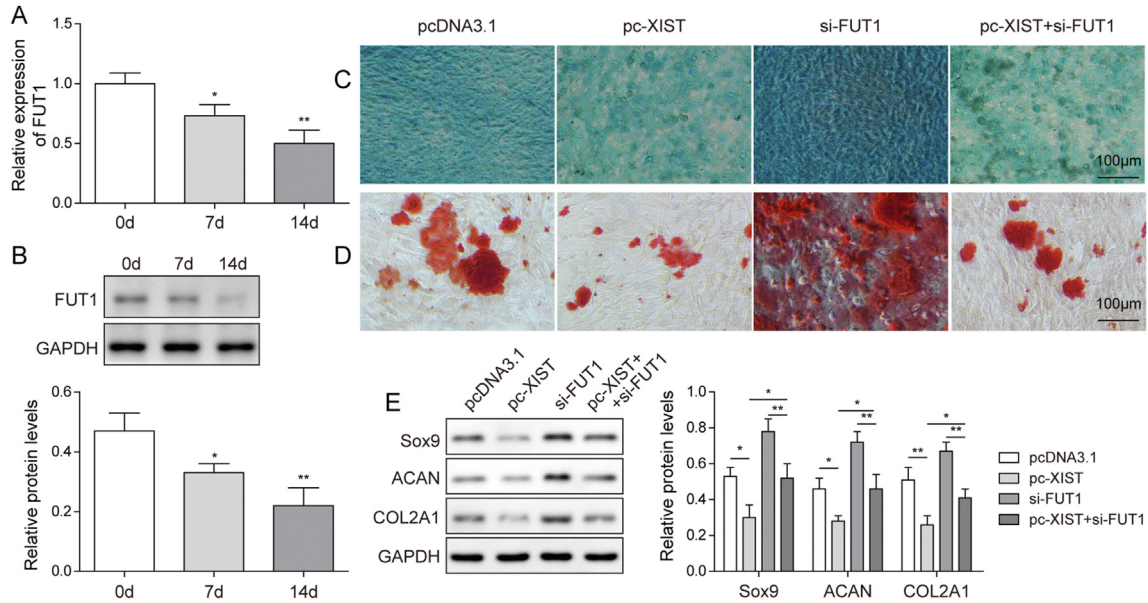 A
Relative expression
of FUT1
1.5
1.0
0.5
0.0
*
**
0d 7d 14d
B
0d 7d 14d
FUT1
GAPDH
Relative protein levels
0.6
0.4
0.2
0.0
*
**
0d 7d 14d
pcDNA3.1 pc-XIST si-FUT1 pc-XIST+si-FUT1
C
100μm
D
100μm
E
pcDNA3.1
pc-XIST
si-FUT1
pc-XIST+
+si-FUT1
Sox9
ACAN
COL2A1
GAPDH
Relative protein levels
1.0
0.8
0.6
0.4
0.2
0.0
* * **
* * **
** * **
Sox9 ACAN COL2A1
pcDNA3.1
pc-XIST
si-FUT1
pc-XIST+si-FUT1